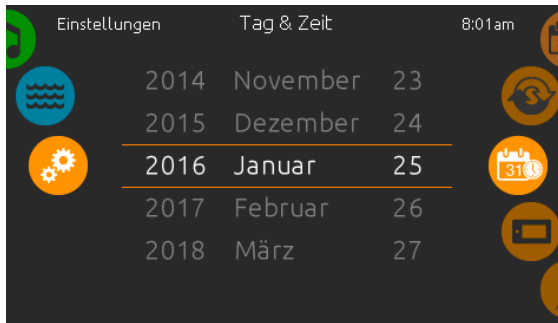 Einstellungen Tag & Zeit 8:01am
2014 November 23
2015 Dezember 24
2016 Januar 25
31
2017 Februar 26
2018 März 27